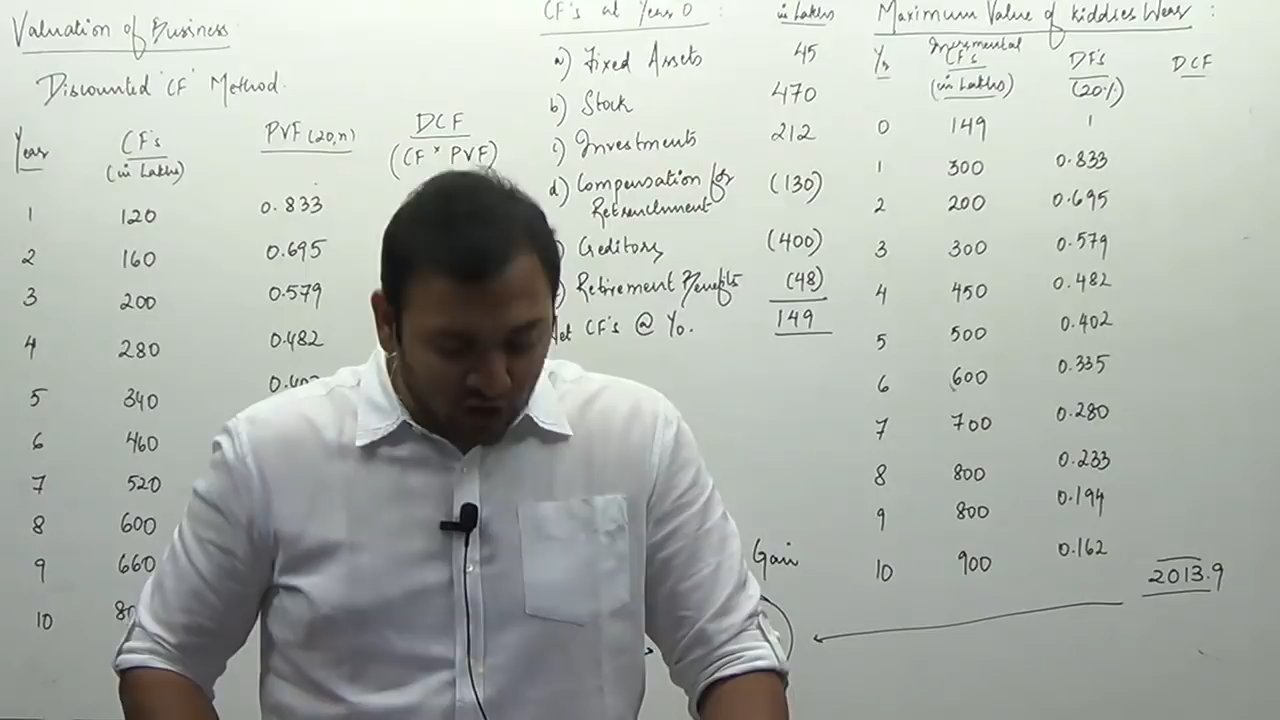 Valuation of Business
Discounted 'CF' Method.
Year CF's (in Lakhs) PVF (20,n) DCF (CF * PVF)
1 120 0.833
2 160 0.695
3 200 0.579
4 280 0.482
5 340
6 460
7 520
8 600
9 660
10
CF's at Year 0 : in Lakhs
a) Fixed Assets 45
b) Stock 470
c) Investments 212
d) Compensation for (130)
Retrenchment
Creditors (400)
Retirement Benefits (48)
CF's @ Yo. 149
Gain
Maximum Value of Kiddies Wear :
Yr Incremental CF's (in Lakhs) DF's (20%) DCF
0 149 1
1 300 0.833
2 200 0.695
3 300 0.579
4 450 0.482
5 500 0.402
6 600 0.335
7 700 0.280
8 800 0.233
9 800 0.194
10 900 0.162
2013.9